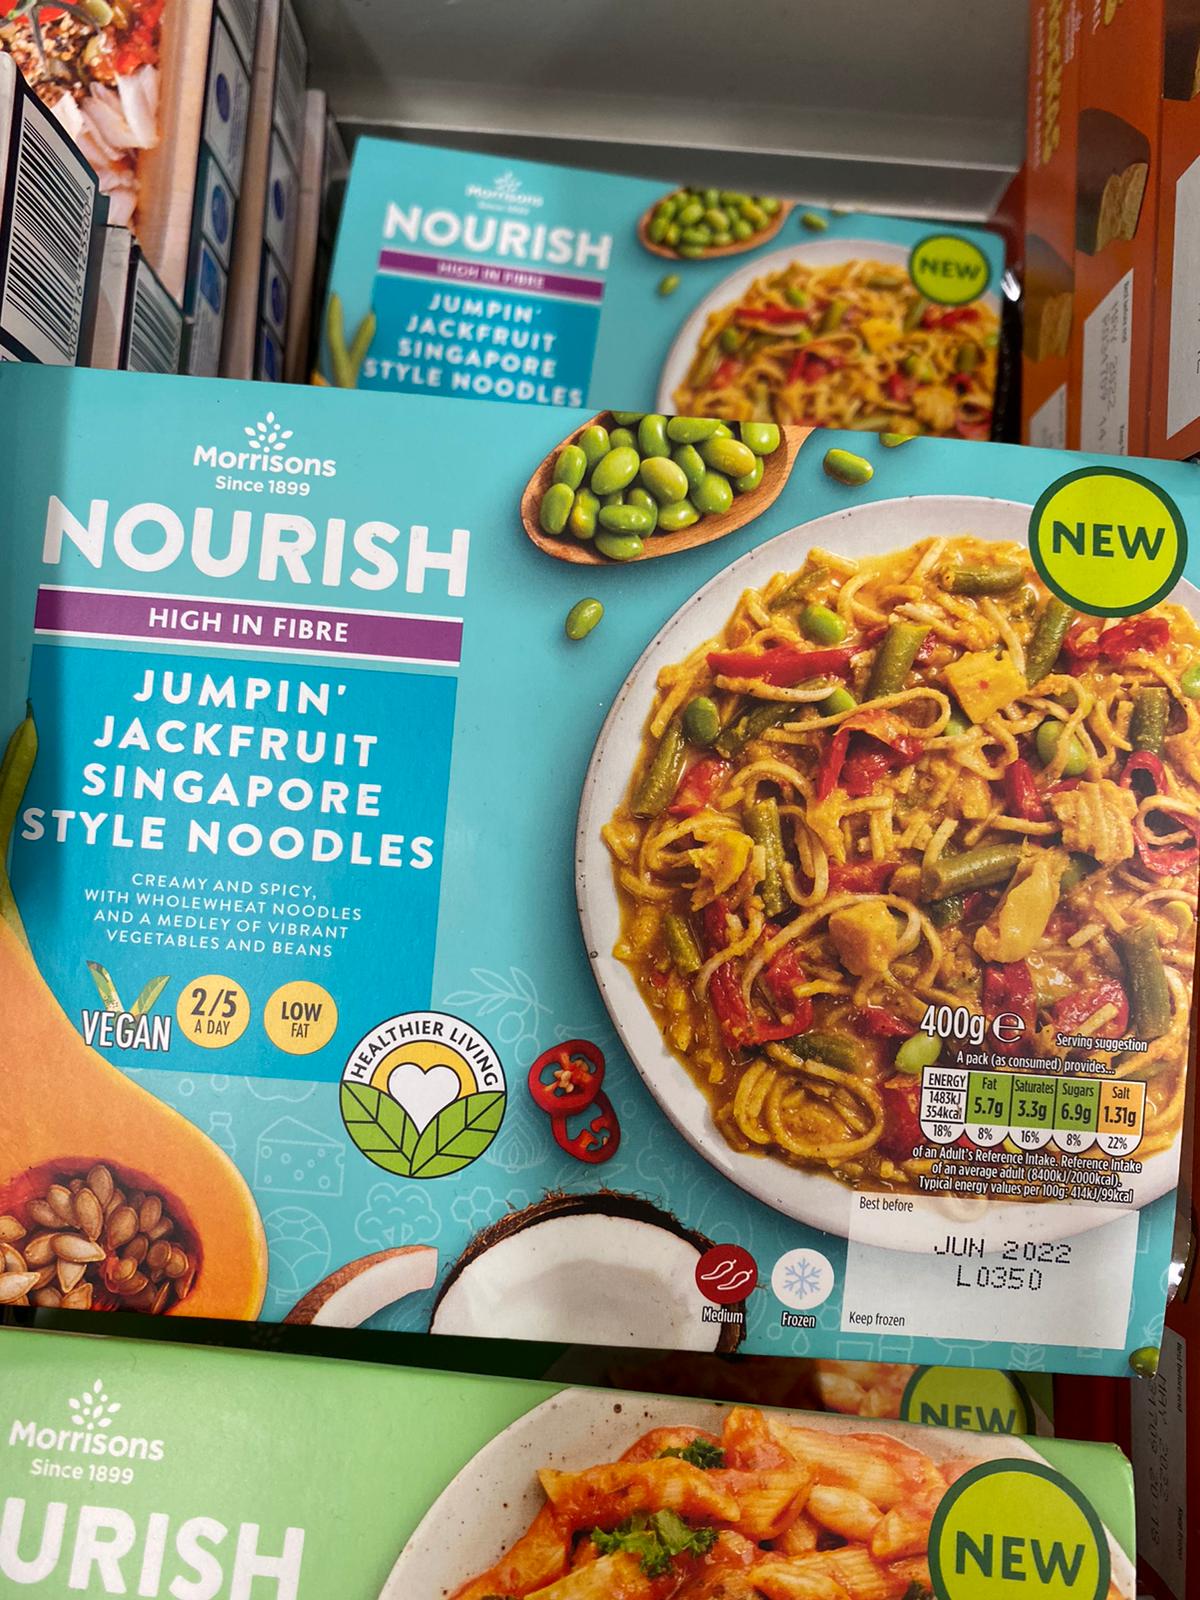 Morrisons
Since 1899
NOURISH
HIGH IN FIBRE
JUMPIN'
JACKFRUIT
SINGAPORE
STYLE NOODLES
NEW
Morrisons
Since 1899
NOURISH
HIGH IN FIBRE
JUMPIN'
JACKFRUIT
SINGAPORE
STYLE NOODLES
CREAMY AND SPICY,
WITH WHOLEWHEAT NOODLES
AND A MEDLEY OF VIBRANT
VEGETABLES AND BEANS
VEGAN
2/5
A DAY
LOW
FAT
HEALTHIER LIVING
NEW
400g e
Serving suggestion
A pack (as consumed) provides...
ENERGY Fat Saturates Sugars Salt
1483kJ
354kcal 5.7g 3.3g 6.9g 1.31g
18% 8% 16% 8% 22%
of an Adult's Reference Intake. Reference Intake
of an average adult (8400kJ/2000kcal).
Typical energy values per 100g: 414kJ/99kcal
Best before
JUN 2022
L0350
Keep frozen
Medium
Frozen
NEW
Morrisons
Since 1899
URISH
NEW